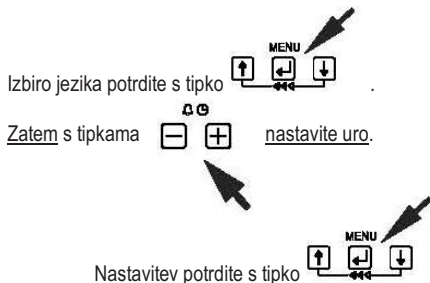 MENU
Izbiro jezika potrdite s tipko .
Zatem s tipkama nastavite uro.
MENU
Nastavitev potrdite s tipko